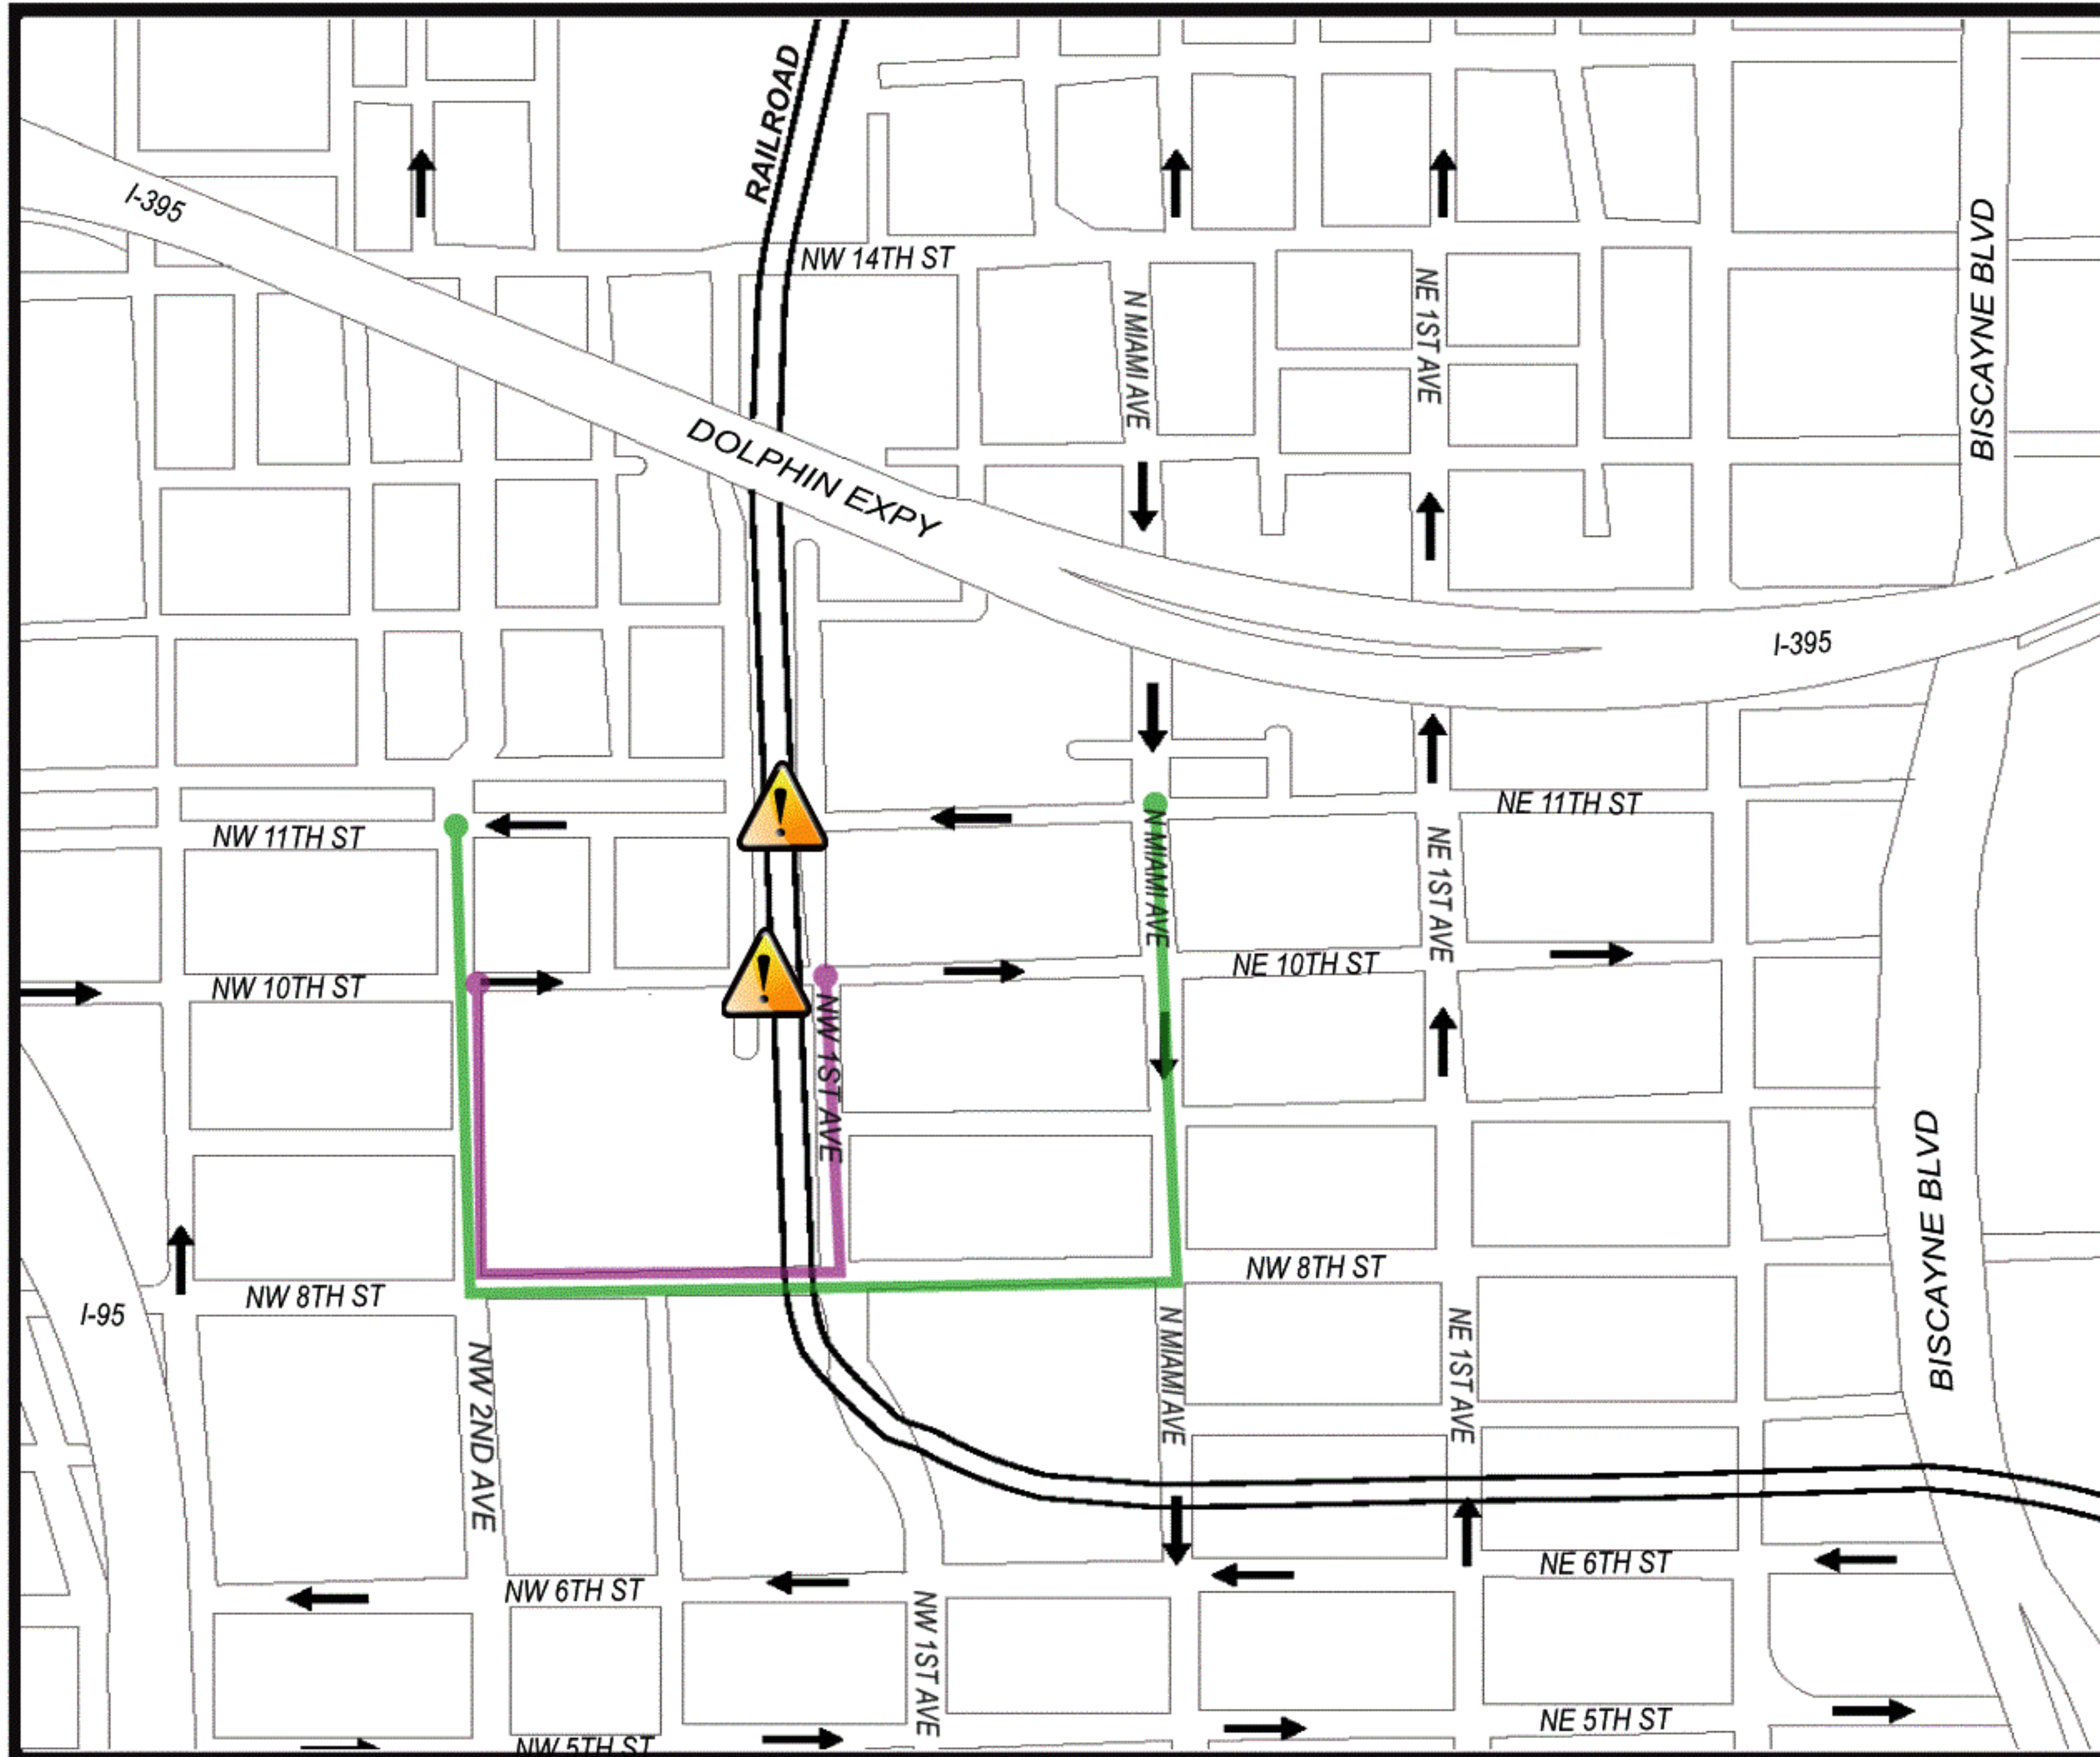 RAILROAD
I-395
NW 14TH ST
BISCAYNE BLVD
N MIAMI AVE
NE 1ST AVE
DOLPHIN EXPY
I-395
NW 11TH ST
NE 11TH ST
N MIAMI AVE
NE 1ST AVE
NW 10TH ST
NE 10TH ST
NW 1ST AVE
BISCAYNE BLVD
NW 8TH ST
NW 8TH ST
I-95
NW 2ND AVE
N MIAMI AVE
NE 1ST AVE
NW 6TH ST
NE 6TH ST
NW 1ST AVE
NE 5TH ST
NW 5TH ST